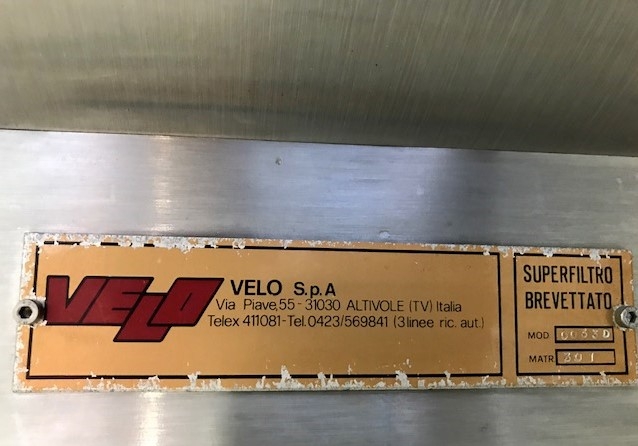 VELO
VELO S.p.A
Via Piave,55 - 31030 ALTIVOLE (TV) Italia
Telex 411081-Tel.0423/569841 (3 linee ric. aut.)
SUPERFILTRO
BREVETTATO
MOD
MATR. 301